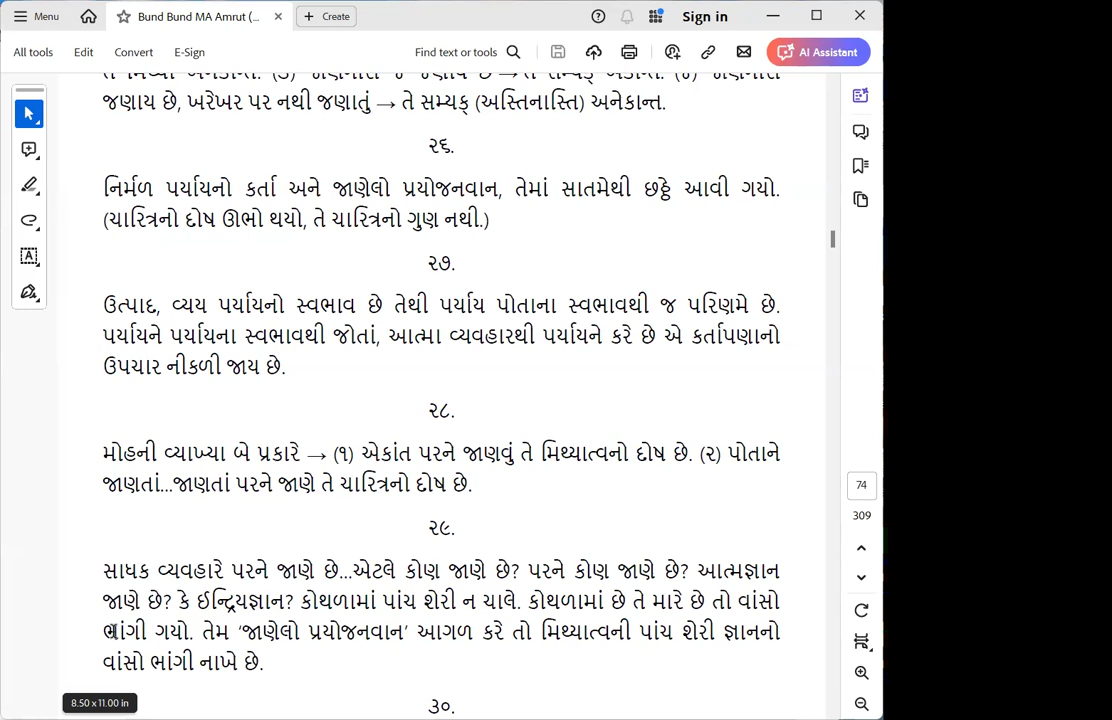 Menu
Bund Bund MA Amrut (...
Create
Sign in
All tools
Edit
Convert
E-Sign
Find text or tools
AI Assistant
જણાય છે, ખરેખર પર નથી જણાતું → તે સમ્યક્ (અસ્તિનાસ્તિ) અનેકાન્ત.
૨૬.
નિર્મળ પર્યાયનો કર્તા અને જાણેલો પ્રયોજનવાન, તેમાં સાતમેથી છઠ્ઠે આવી ગયો.
(ચારિત્રનો દોષ ઊભો થયો, તે ચારિત્રનો ગુણ નથી.)
૨૭.
ઉત્પાદ, વ્યય પર્યાયનો સ્વભાવ છે તેથી પર્યાય પોતાના સ્વભાવથી જ પરિણમે છે.
પર્યાયને પર્યાયના સ્વભાવથી જોતાં, આત્મા વ્યવહારથી પર્યાયને કરે છે એ કર્તાપણાનો
ઉપચાર નીકળી જાય છે.
૨૮.
મોહની વ્યાખ્યા બે પ્રકારે → (૧) એકાંત પરને જાણવું તે મિથ્યાત્વનો દોષ છે. (૨) પોતાને
જાણતાં...જાણતાં પરને જાણે તે ચારિત્રનો દોષ છે.
૨૯.
સાધક વ્યવહારે પરને જાણે છે...એટલે કોણ જાણે છે? પરને કોણ જાણે છે? આત્મજ્ઞાન
જાણે છે? કે ઈન્દ્રિયજ્ઞાન? કોથળામાં પાંચ શેરી ન ચાલે. કોથળામાં છે તે મારે છે તો વાંસો
ભાંગી ગયો. તેમ ‘જાણેલો પ્રયોજનવાન’ આગળ કરે તો મિથ્યાત્વની પાંચ શેરી જ્ઞાનનો
વાંસો ભાંગી નાખે છે.
૩૦.
74
309
8.50 x 11.00 in